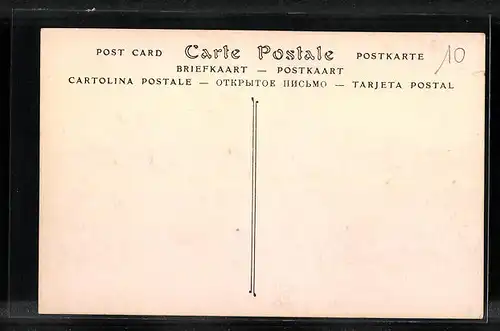 POST CARD Carte Postale POSTKARTE 10
BRIEFKAART — POSTKAART
CARTOLINA POSTALE — ОТКРЫТОЕ ПИСЬМО — TARJETA POSTAL